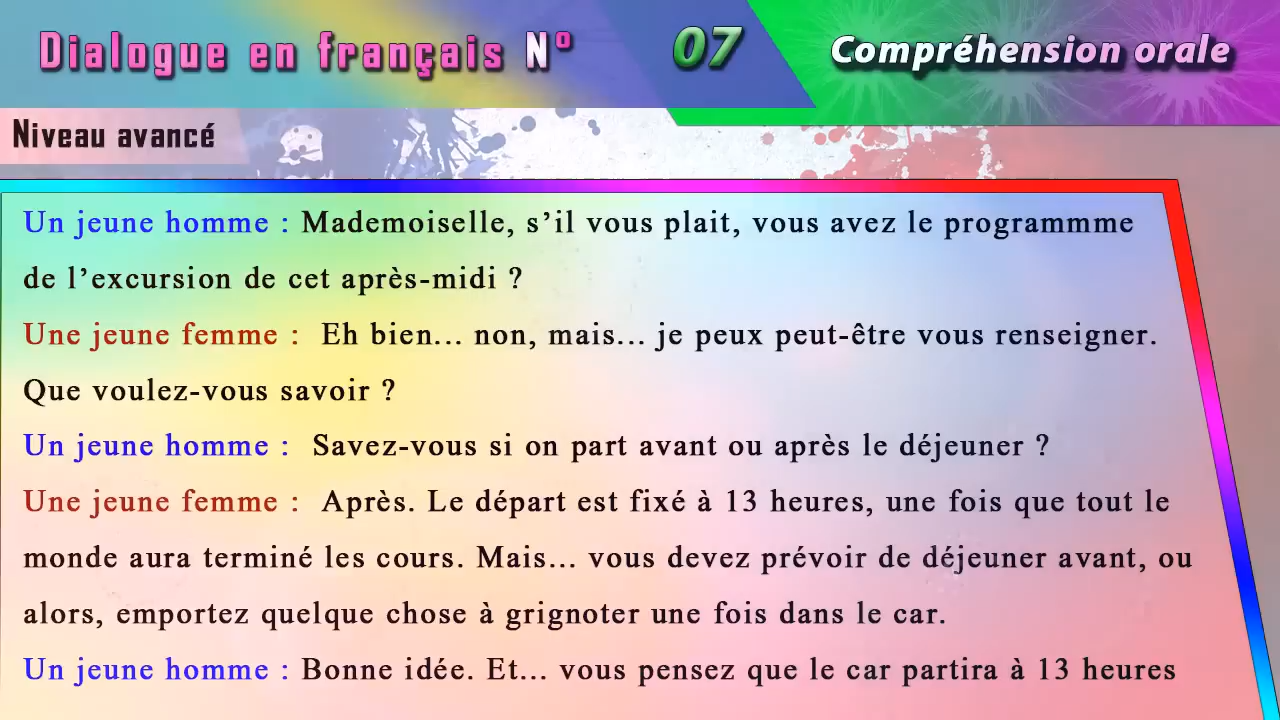 Dialogue en français N° 07 Compréhension orale
Niveau avancé
Un jeune homme : Mademoiselle, s’il vous plait, vous avez le programmme
de l’excursion de cet après-midi ?
Une jeune femme : Eh bien... non, mais... je peux peut-être vous renseigner.
Que voulez-vous savoir ?
Un jeune homme : Savez-vous si on part avant ou après le déjeuner ?
Une jeune femme : Après. Le départ est fixé à 13 heures, une fois que tout le
monde aura terminé les cours. Mais... vous devez prévoir de déjeuner avant, ou
alors, emportez quelque chose à grignoter une fois dans le car.
Un jeune homme : Bonne idée. Et... vous pensez que le car partira à 13 heures